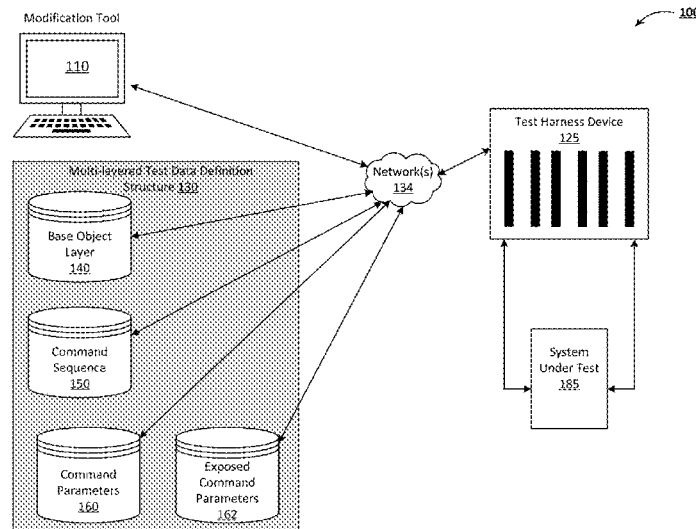 Modification Tool
110
Multi-layered Test Data Definition
Structure 130
Base Object
Layer
140
Command
Sequence
150
Command
Parameters
160
Exposed
Command
Parameters
162
Network(s)
134
Test Harness Device
125
System
Under Test
185